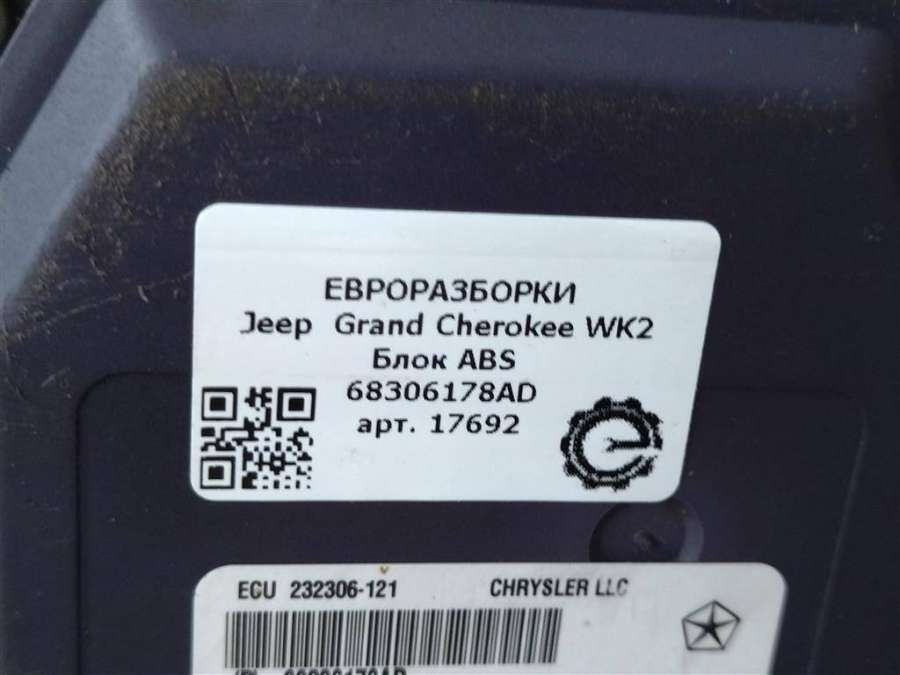 ЕВРОРАЗБОРКИ
Jeep Grand Cherokee WK2
Блок ABS
68306178AD
арт. 17692
ECU 232306-121 CHRYSLER LLC